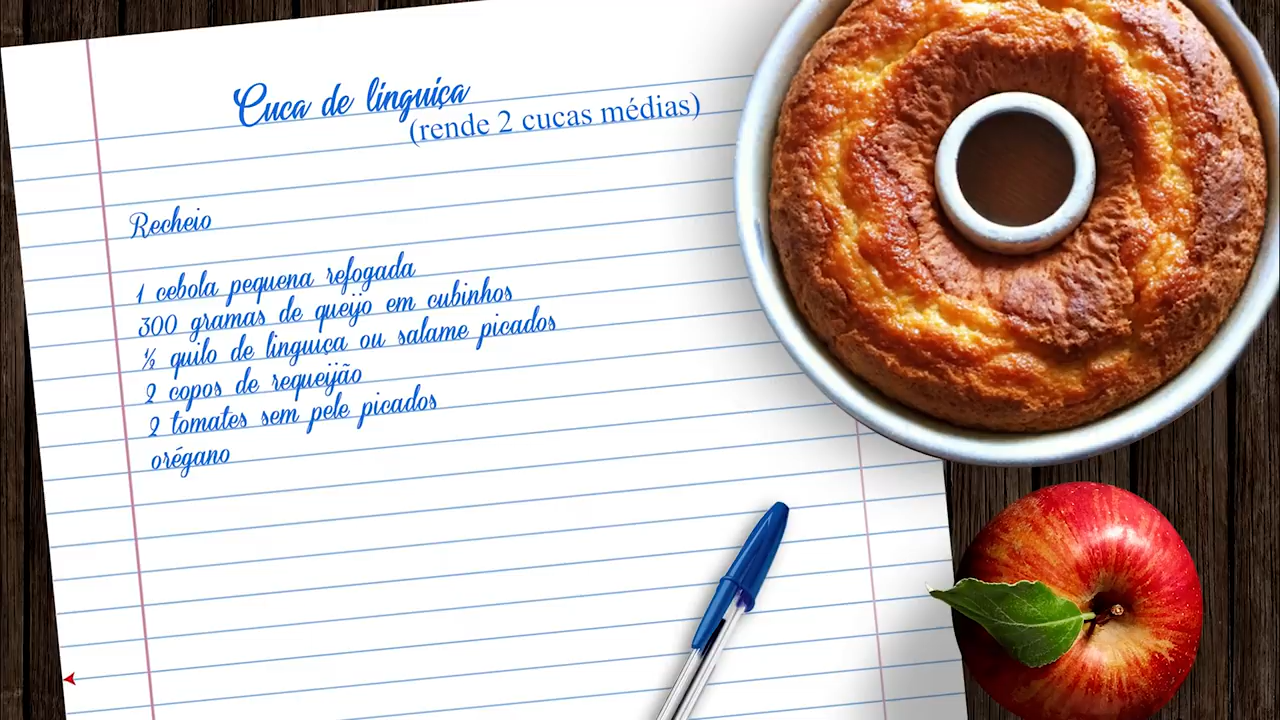 Cuca de linguiça
(rende 2 cucas médias)
Recheio
1 cebola pequena refogada
300 gramas de queijo em cubinhos
½ quilo de linguiça ou salame picados
2 copos de requeijão
2 tomates sem pele picados
orégano